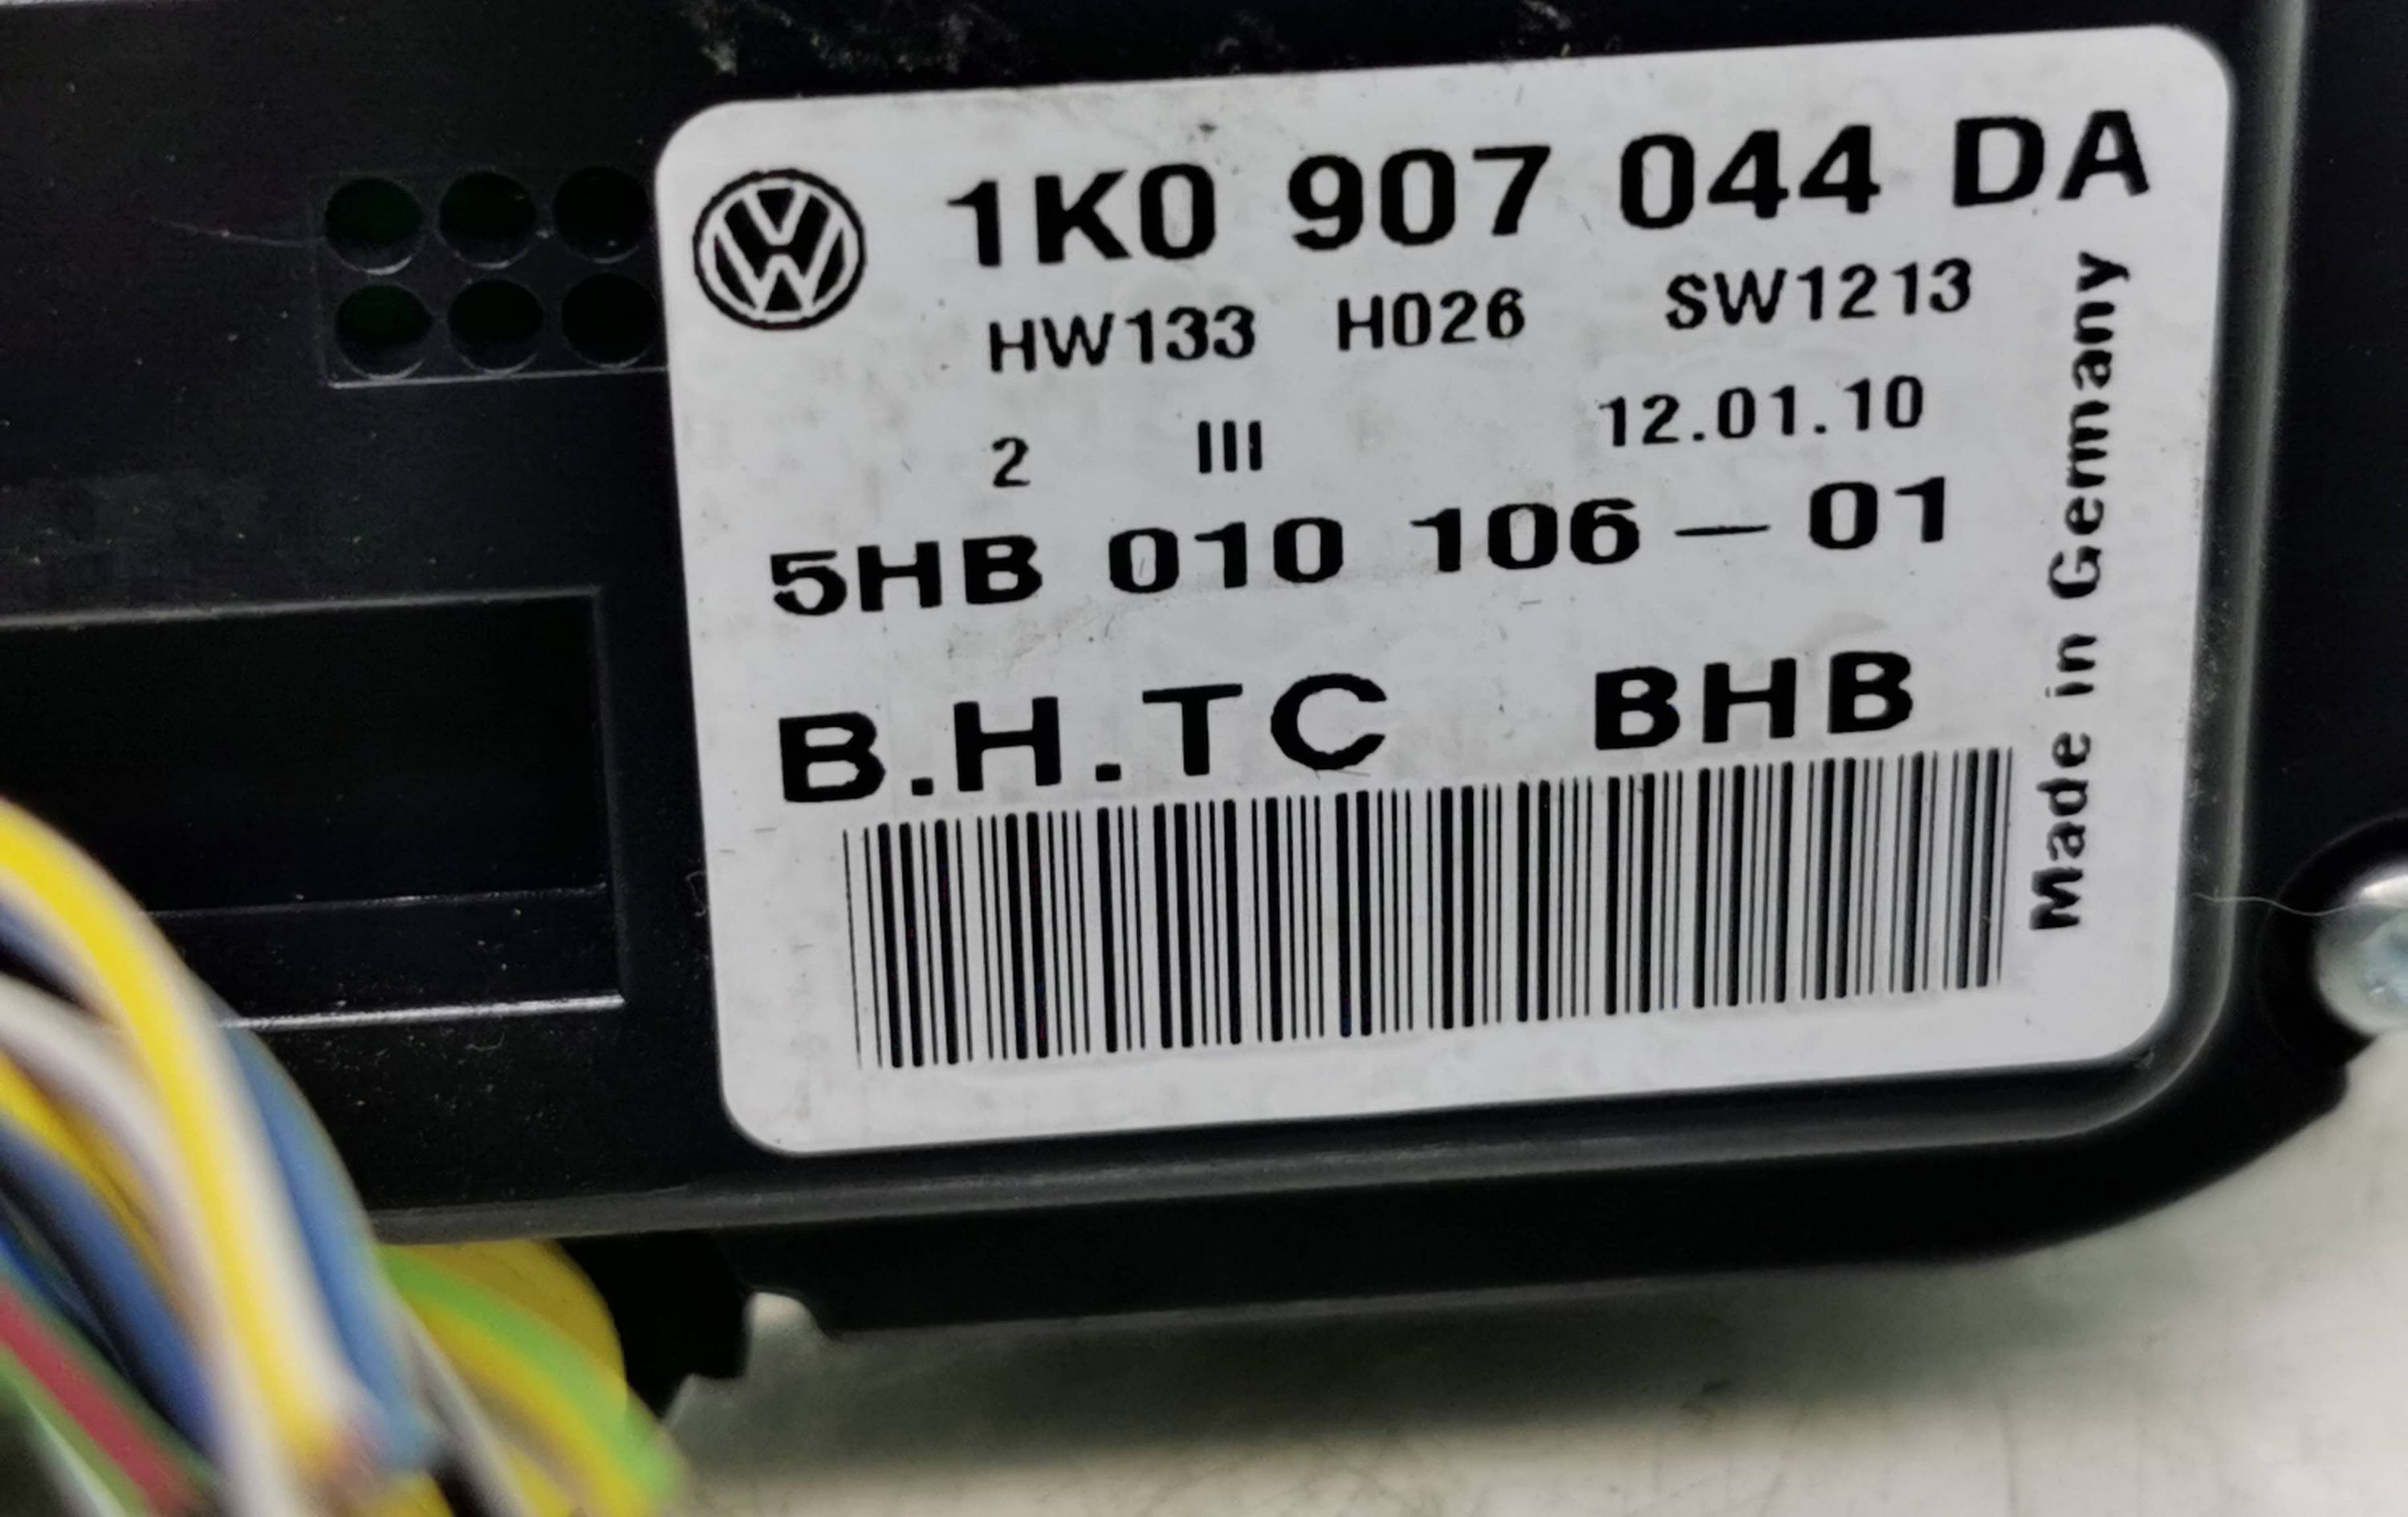 1K0 907 044 DA
HW133 H026 SW1213
2 III 12.01.10
5HB 010 106 – 01
B.H.TC BHB
Made in Germany